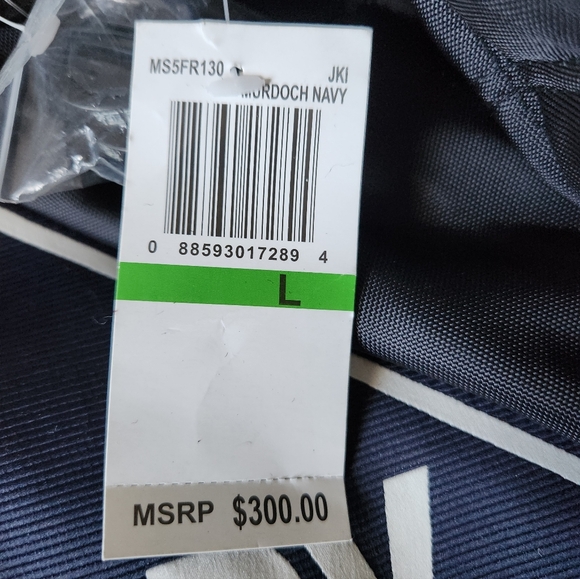 MS5FR130 JKI
MURDOCH NAVY
0 88593017289 4
L
MSRP $300.00